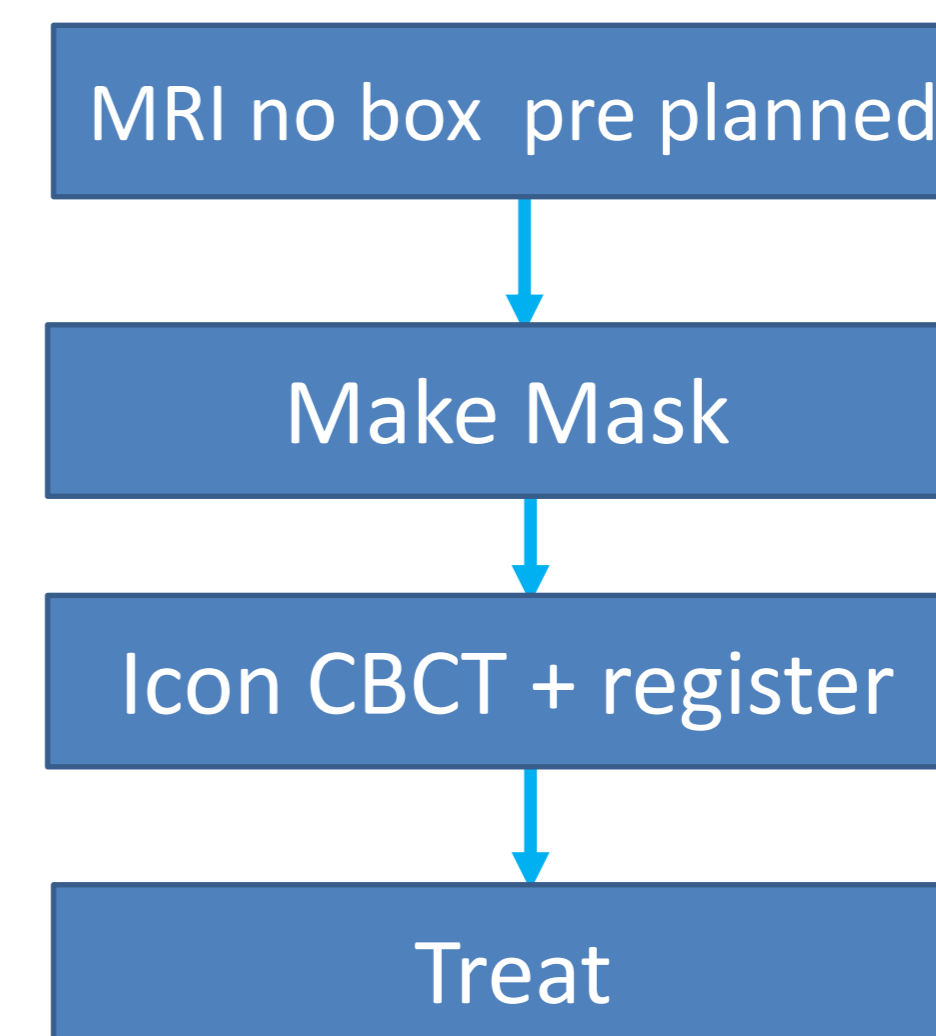 MRI no box  pre planned
Make Mask
Icon CBCT + register
Treat